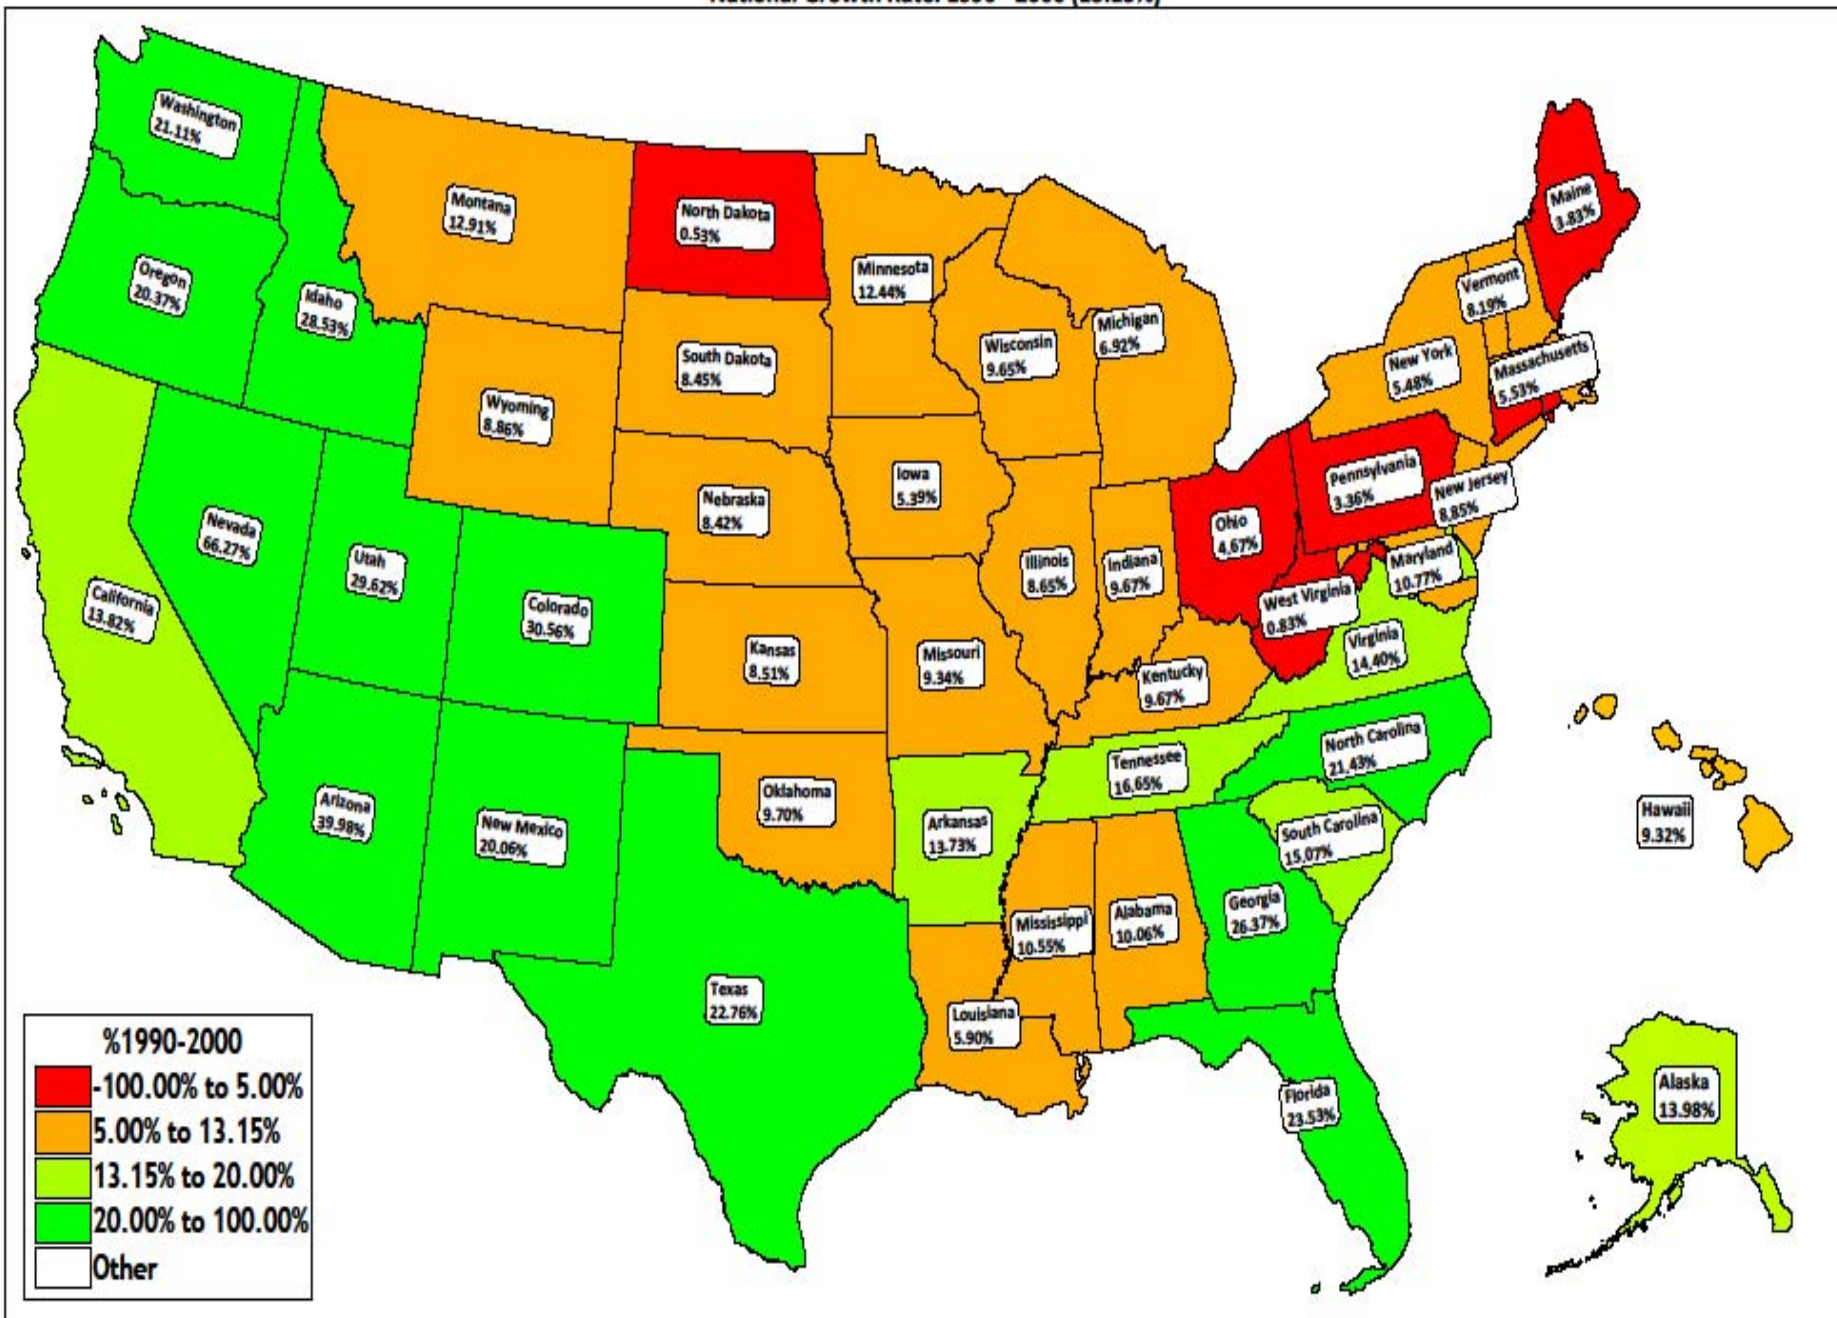 National Growth Rate: 1990 - 2000 (13.15%)
Washington
21.11%
Montana
12.91%
North Dakota
0.53%
Minnesota
12.44%
Maine
3.83%
Oregon
20.37%
Idaho
28.53%
Vermont
8.19%
Wisconsin
9.65%
Michigan
6.92%
New York
5.48%
Massachusetts
5.53%
South Dakota
8.45%
Wyoming
8.86%
Iowa
5.39%
Nebraska
8.42%
Pennsylvania
3.36%
New Jersey
8.85%
Nevada
66.27%
Utah
29.62%
Ohio
4.67%
Illinois
8.65%
Indiana
9.67%
Maryland
10.77%
California
13.82%
Colorado
30.56%
West Virginia
0.83%
Kansas
8.51%
Missouri
9.34%
Kentucky
9.67%
Virginia
14.40%
North Carolina
21.43%
Tennessee
16.65%
Arizona
39.98%
New Mexico
20.06%
Oklahoma
9.70%
Arkansas
13.73%
South Carolina
15.07%
Hawaii
9.32%
Mississippi
10.55%
Alabama
10.06%
Georgia
26.37%
Texas
22.76%
Louisiana
5.90%
Florida
23.53%
Alaska
13.98%
%1990-2000
-100.00% to 5.00%
5.00% to 13.15%
13.15% to 20.00%
20.00% to 100.00%
Other